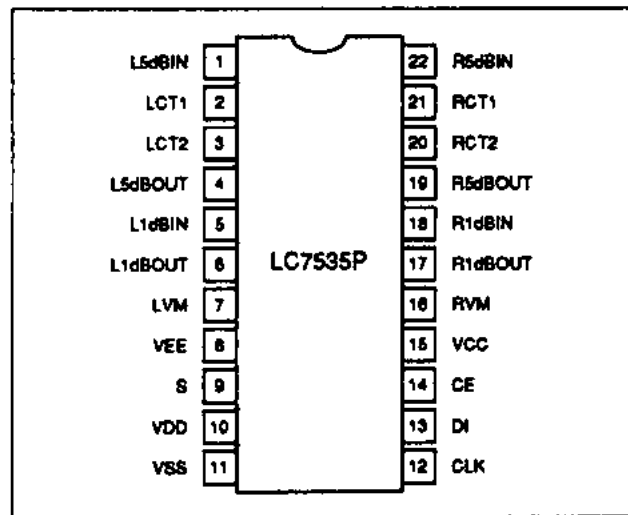 L5dBIN 1 22 R5dBIN
LCT1 2 21 RCT1
LCT2 3 20 RCT2
L5dBOUT 4 19 R5dBOUT
L1dBIN 5 18 R1dBIN
L1dBOUT 6 LC7535P 17 R1dBOUT
LVM 7 16 RVM
VEE 8 15 VCC
S 9 14 CE
VDD 10 13 DI
VSS 11 12 CLK